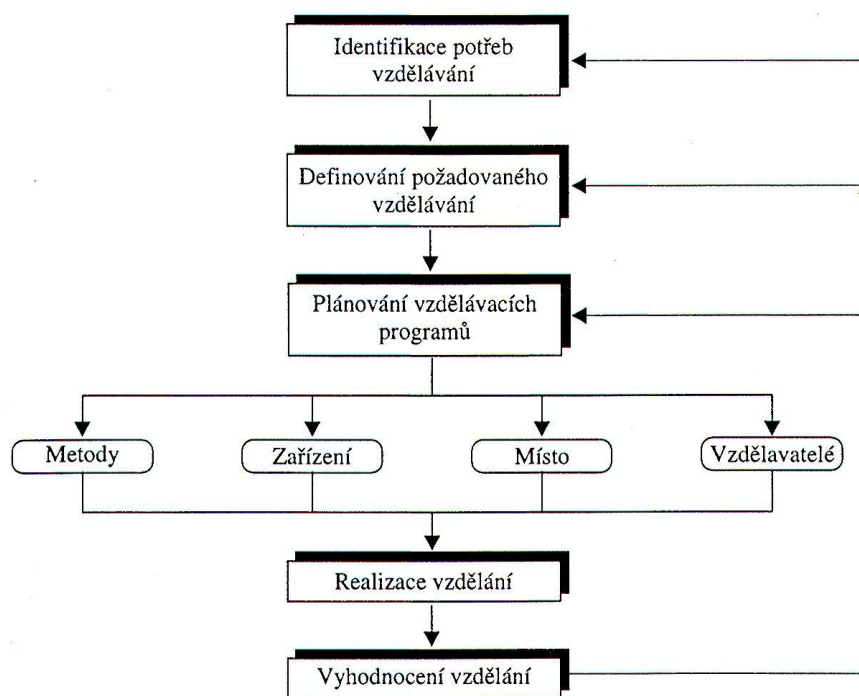 Identifikace potřeb
vzdělávání
Definování požadovaného
vzdělávání
Plánování vzdělávacích
programů
Metody
Zařízení
Místo
Vzdělavatelé
Realizace vzdělání
Vyhodnocení vzdělání